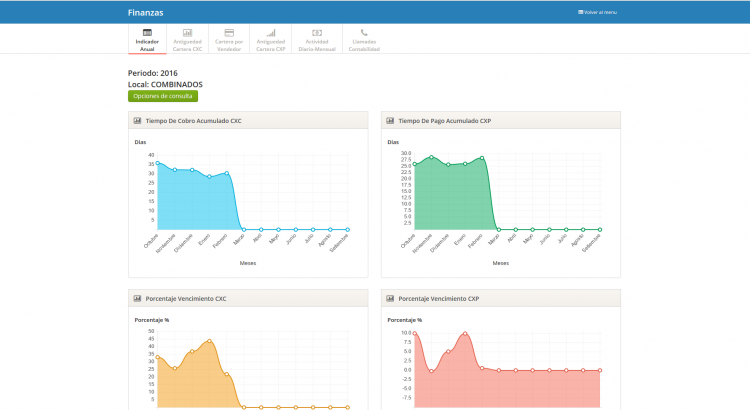 Finanzas
Volver al menu
Indicador Anual
Antiguedad Cartera CXC
Cartera por Vendedor
Antiguedad Cartera CXP
Actividad Diario-Mensual
Llamadas Contabilidad
Periodo: 2016
Local: COMBINADOS
Opciones de consulta
Tiempo De Cobro Acumulado CXC
Dias
40
35
30
25
20
15
10
5
Octubre
Noviembre
Diciembre
Enero
Febrero
Marzo
Abril
Mayo
Junio
Julio
Agosto
Setiembre
Meses
Tiempo De Pago Acumulado CXP
Dias
30.0
27.5
25.0
22.5
20.0
17.5
15.0
12.5
10.0
7.5
5.0
2.5
Octubre
Noviembre
Diciembre
Enero
Febrero
Marzo
Abril
Mayo
Junio
Julio
Agosto
Setiembre
Meses
Porcentaje Vencimiento CXC
Porcentaje %
50
45
40
35
30
25
20
15
10
5
Porcentaje Vencimiento CXP
Porcentaje %
10.0
7.5
5.0
2.5
0.0
-2.5
-5.0
-7.5